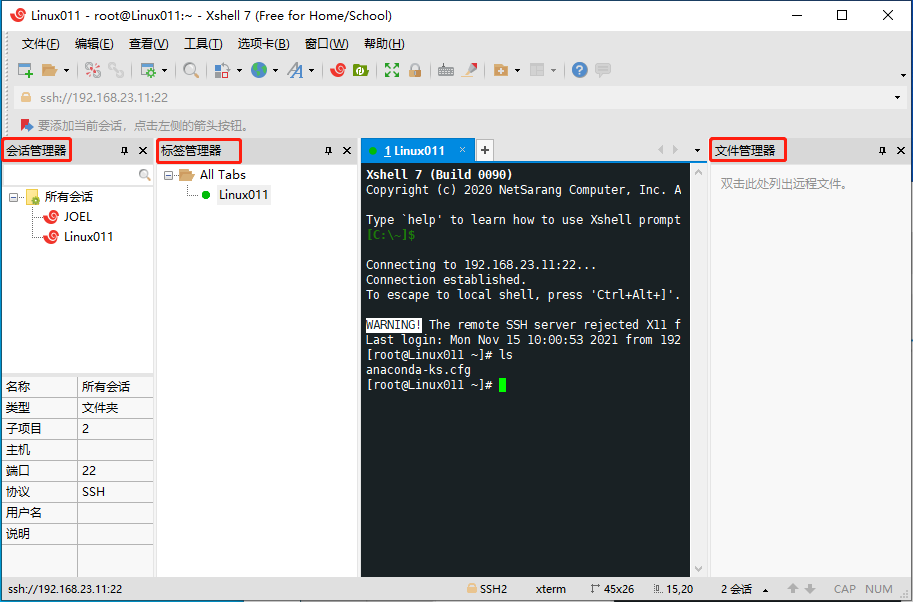 Linux011 - root@Linux011:~ - Xshell 7 (Free for Home/School)
文件(F) 编辑(E) 查看(V) 工具(T) 选项卡(B) 窗口(W) 帮助(H)
ssh://192.168.23.11:22
要添加当前会话，点击左侧的箭头按钮。
会话管理器
所有会话
JOEL
Linux011
名称 所有会话
类型 文件夹
子项目 2
主机
端口 22
协议 SSH
用户名
说明
标签管理器
All Tabs
Linux011
1 Linux011 × +
Xshell 7 (Build 0090)
Copyright (c) 2020 NetSarang Computer, Inc. A
Type `help' to learn how to use Xshell prompt
[C:\~]$
Connecting to 192.168.23.11:22...
Connection established.
To escape to local shell, press 'Ctrl+Alt+]'.
WARNING! The remote SSH server rejected X11 f
Last login: Mon Nov 15 10:00:53 2021 from 192
[root@Linux011 ~]# ls
anaconda-ks.cfg
[root@Linux011 ~]#
文件管理器
双击此处列出远程文件。
ssh://192.168.23.11:22 SSH2 xterm 45x26 15,20 2 会话 CAP NUM